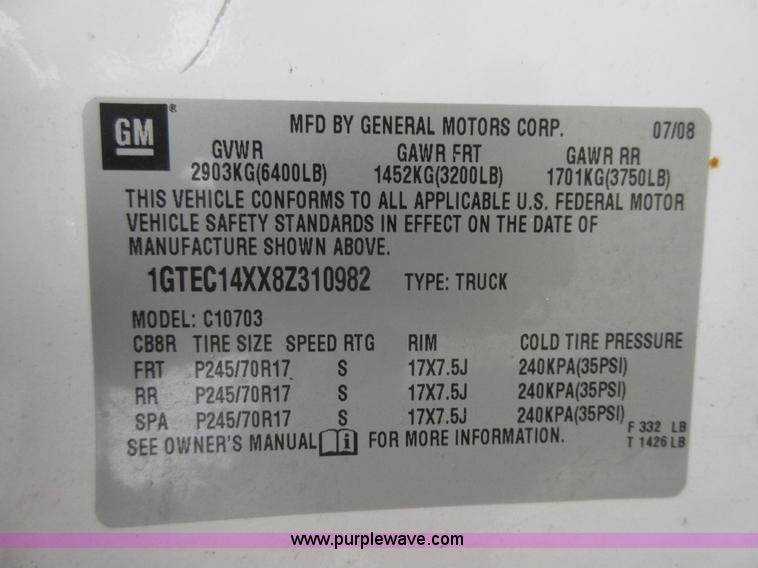 GM ® MFD BY GENERAL MOTORS CORP. 07/08
GVWR GAWR FRT GAWR RR
2903KG(6400LB) 1452KG(3200LB) 1701KG(3750LB)
THIS VEHICLE CONFORMS TO ALL APPLICABLE U.S. FEDERAL MOTOR
VEHICLE SAFETY STANDARDS IN EFFECT ON THE DATE OF
MANUFACTURE SHOWN ABOVE.
1GTEC14XX8Z310982 TYPE: TRUCK
MODEL: C10703
CB8R TIRE SIZE SPEED RTG RIM COLD TIRE PRESSURE
FRT P245/70R17 S 17X7.5J 240KPA(35PSI)
RR P245/70R17 S 17X7.5J 240KPA(35PSI)
SPA P245/70R17 S 17X7.5J 240KPA(35PSI)
F 332 LB
SEE OWNER'S MANUAL i FOR MORE INFORMATION. T 1426 LB
www.purplewave.com